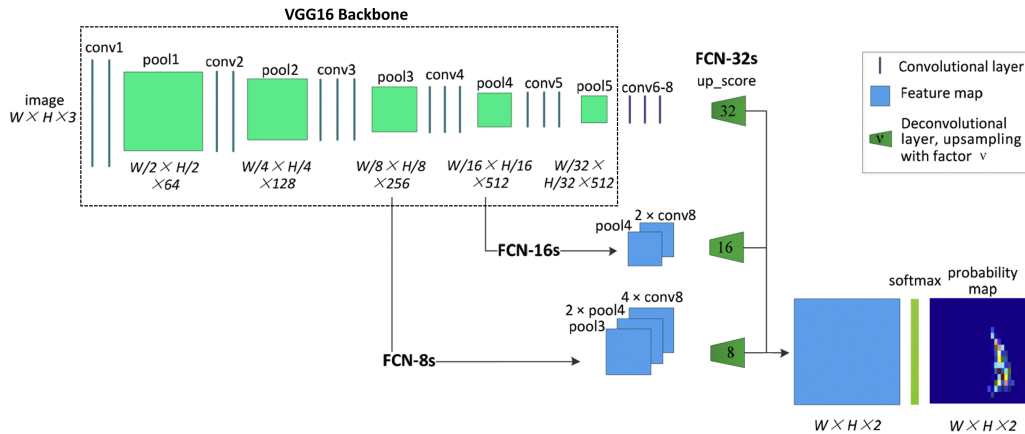 VGG16 Backbone
conv1
pool1
conv2
pool2
conv3
pool3
conv4
pool4
conv5
pool5
conv6-8
image
W×H×3
W/2×H/2
×64
W/4×H/4
×128
W/8×H/8
×256
W/16×H/16
×512
W/32×
H/32×512
FCN-32s
up_score
32
Convolutional layer
Feature map
v
Deconvolutional
layer, upsampling
with factor v
FCN-16s
2×conv8
pool4
16
FCN-8s
4×conv8
2×pool4
pool3
8
softmax
probability
map
W×H×2
W×H×2